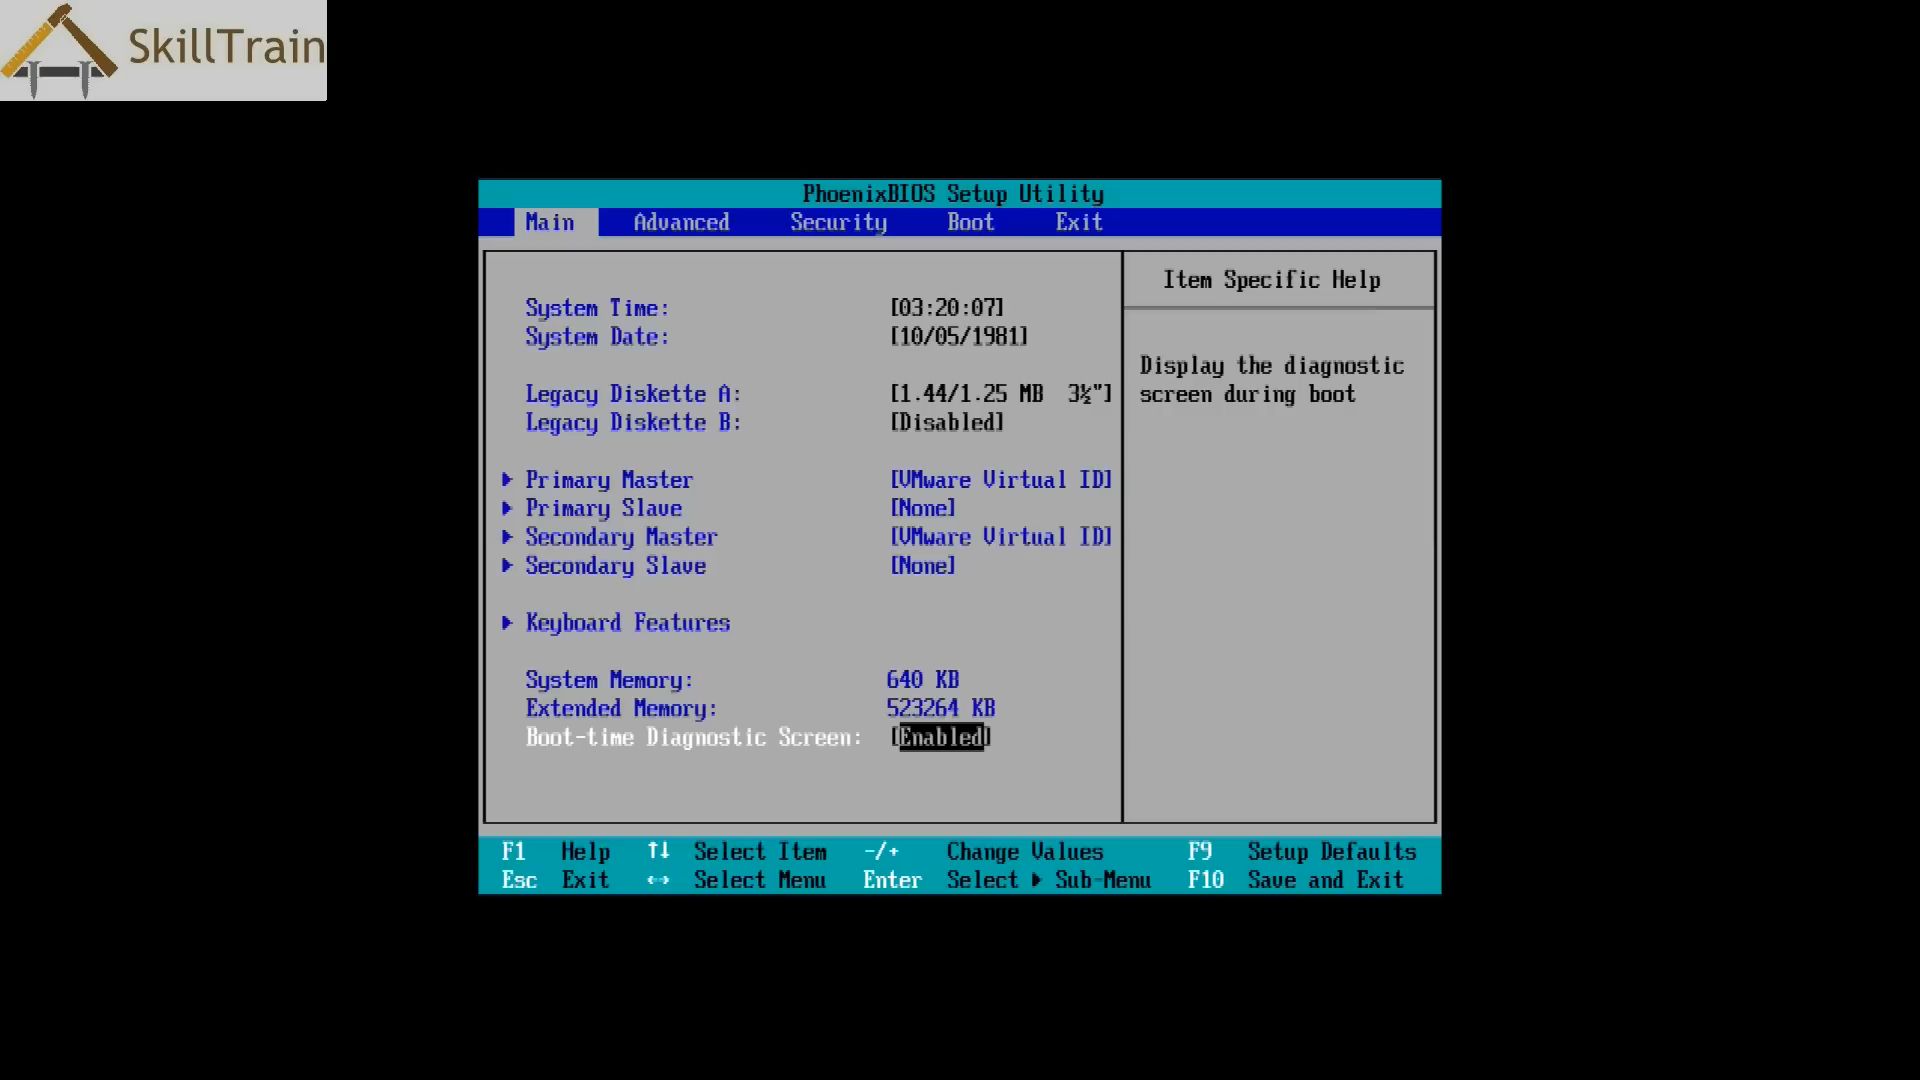 SkillTrain
PhoenixBIOS Setup Utility
Main Advanced Security Boot Exit
Item Specific Help
System Time: [03:20:07]
System Date: [10/05/1981]
Display the diagnostic
screen during boot
Legacy Diskette A: [1.44/1.25 MB 3½"]
Legacy Diskette B: [Disabled]
Primary Master [VMware Virtual ID]
Primary Slave [None]
Secondary Master [VMware Virtual ID]
Secondary Slave [None]
Keyboard Features
System Memory: 640 KB
Extended Memory: 523264 KB
Boot-time Diagnostic Screen: [Enabled]
F1 Help ↑↓ Select Item -/+ Change Values F9 Setup Defaults
Esc Exit ↔ Select Menu Enter Select ▶ Sub-Menu F10 Save and Exit